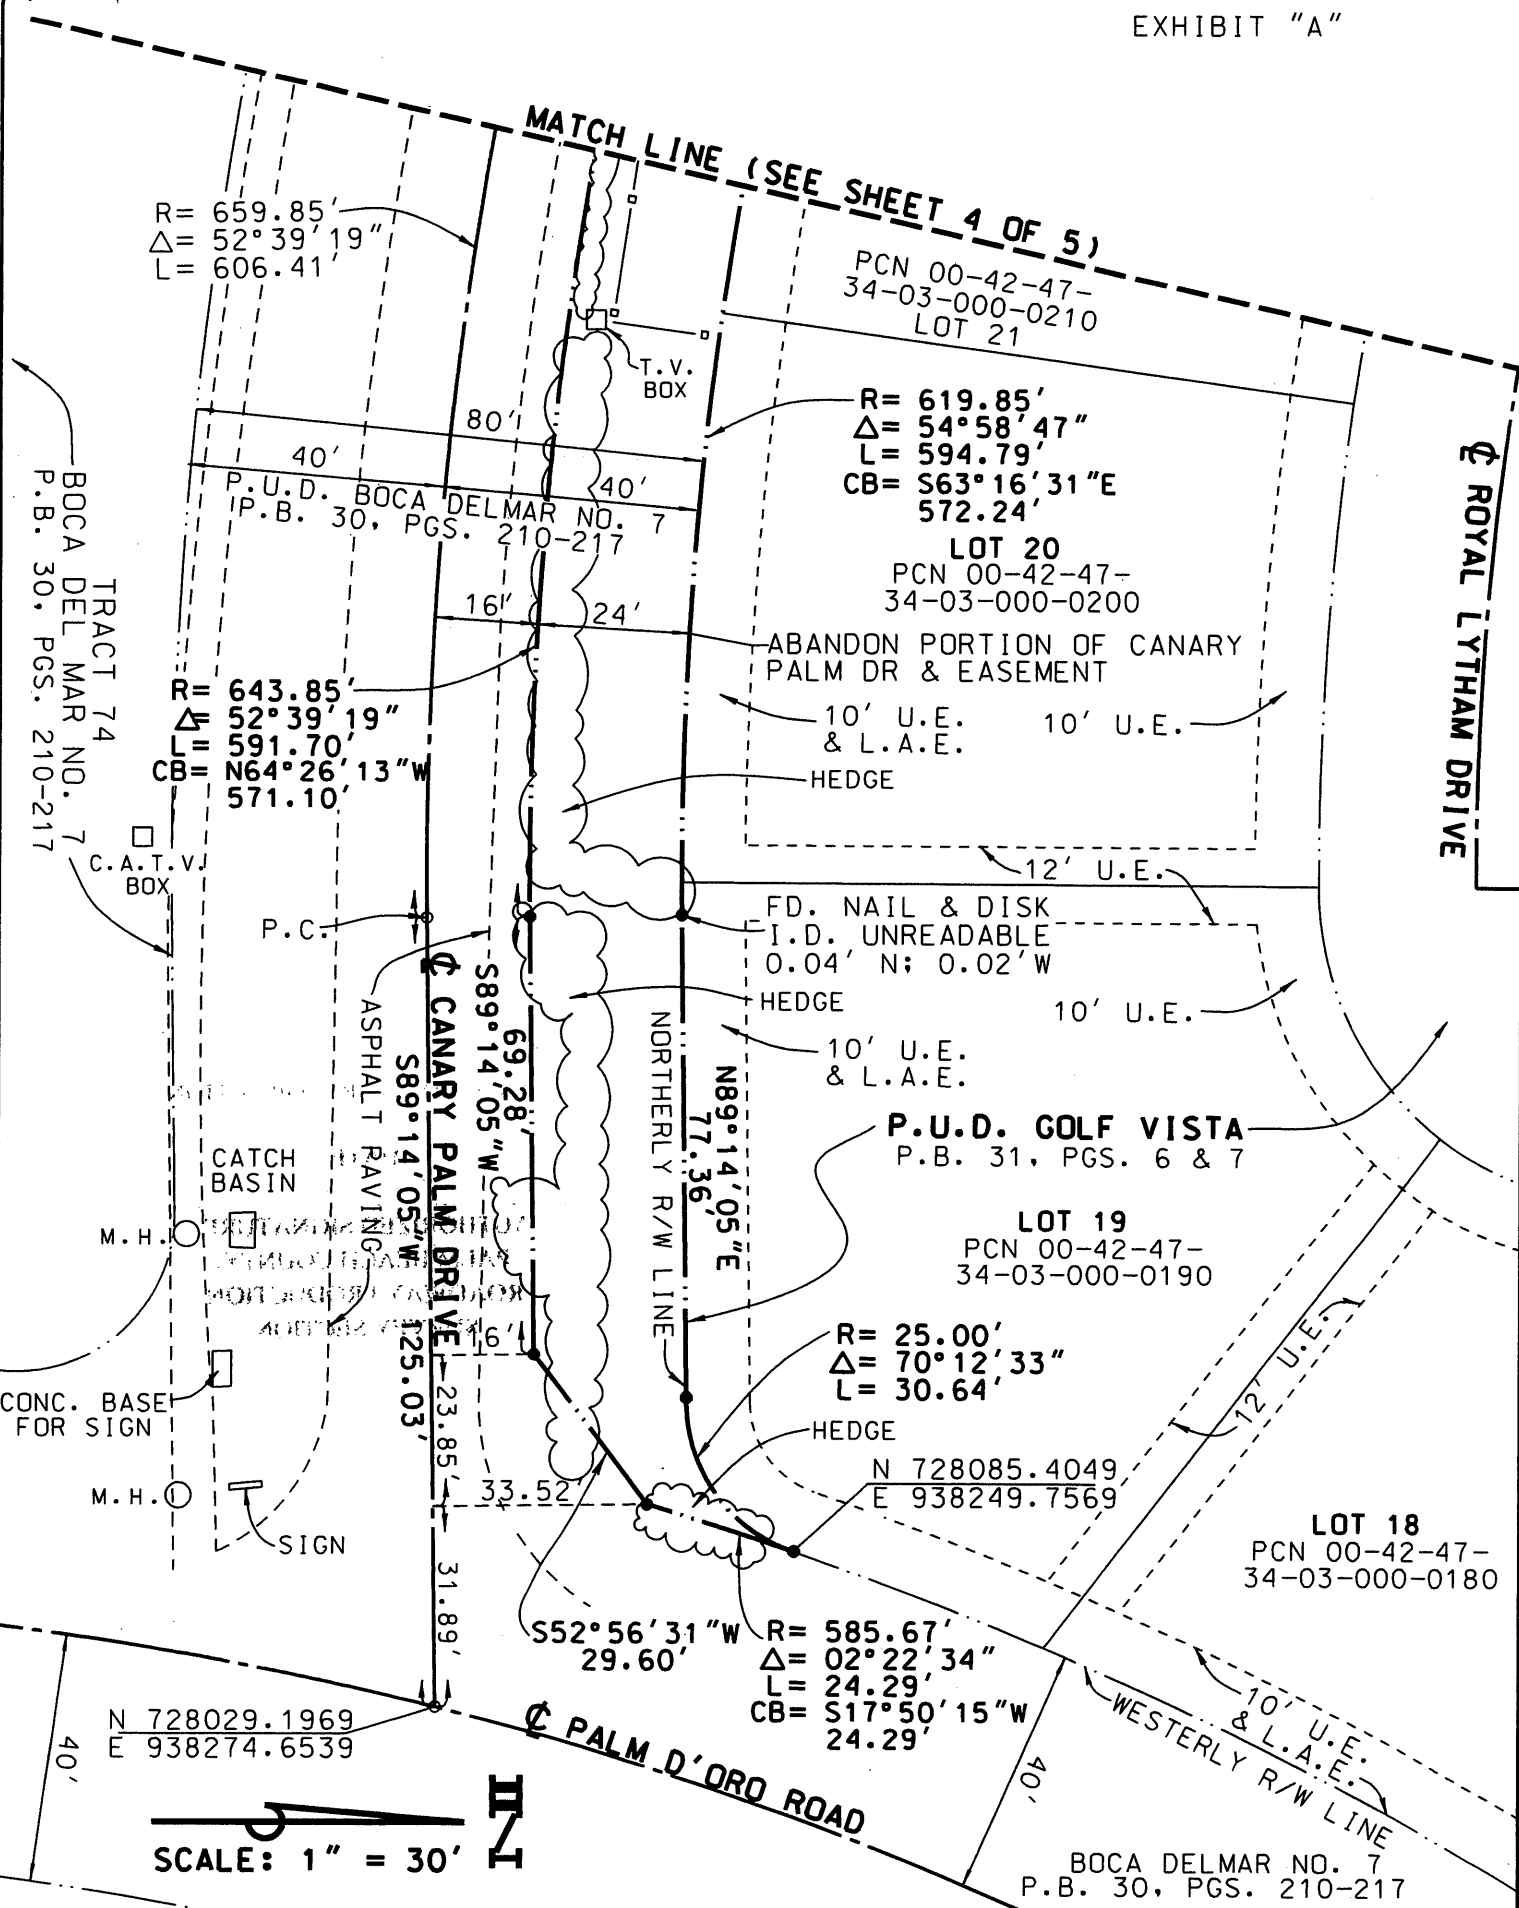 EXHIBIT "A"
MATCH LINE (SEE SHEET 4 OF 5)
R= 659.85'
△= 52°39'19"
L= 606.41'
PCN 00-42-47-
34-03-000-0210
LOT 21
T.V.
BOX
R= 619.85'
△= 54°58'47"
L= 594.79'
CB= S63°16'31"E
572.24'
80'
40'
40'
P.U.D. BOCA DELMAR NO. 7
P.B. 30, PGS. 210-217
LOT 20
PCN 00-42-47-
34-03-000-0200
℄ ROYAL LYTHAM DRIVE
TRACT 74
BOCA DEL MAR NO. 7
P.B. 30, PGS. 210-217
16'
24'
ABANDON PORTION OF CANARY
PALM DR & EASEMENT
R= 643.85'
△= 52°39'19"
L= 591.70'
CB= N64°26'13"W
571.10'
10' U.E.
& L.A.E.
10' U.E.
HEDGE
C.A.T.V.
BOX
12' U.E.
P.C.
FD. NAIL & DISK
I.D. UNREADABLE
0.04' N; 0.02'W
HEDGE
10' U.E.
10' U.E.
& L.A.E.
ASPHALT PAVING
℄ CANARY PALM DRIVE
S89°14'05"W
125.03'
S89°14'05"W
69.28'
NORTHERLY R/W LINE
N89°14'05"E
77.36'
P.U.D. GOLF VISTA
P.B. 31, PGS. 6 & 7
CATCH
BASIN
M.H.
LOT 19
PCN 00-42-47-
34-03-000-0190
16'
R= 25.00'
△= 70°12'33"
L= 30.64'
12' U.E.
CONC. BASE
FOR SIGN
23.85'
HEDGE
N 728085.4049
E 938249.7569
M.H.
33.52'
SIGN
LOT 18
PCN 00-42-47-
34-03-000-0180
31.89'
S52°56'31"W
29.60'
R= 585.67'
△= 02°22'34"
L= 24.29'
CB= S17°50'15"W
24.29'
N 728029.1969
E 938274.6539
℄ PALM D'ORO ROAD
10' U.E.
& L.A.E.
WESTERLY R/W LINE
40'
40'
N
SCALE: 1" = 30'
BOCA DELMAR NO. 7
P.B. 30, PGS. 210-217